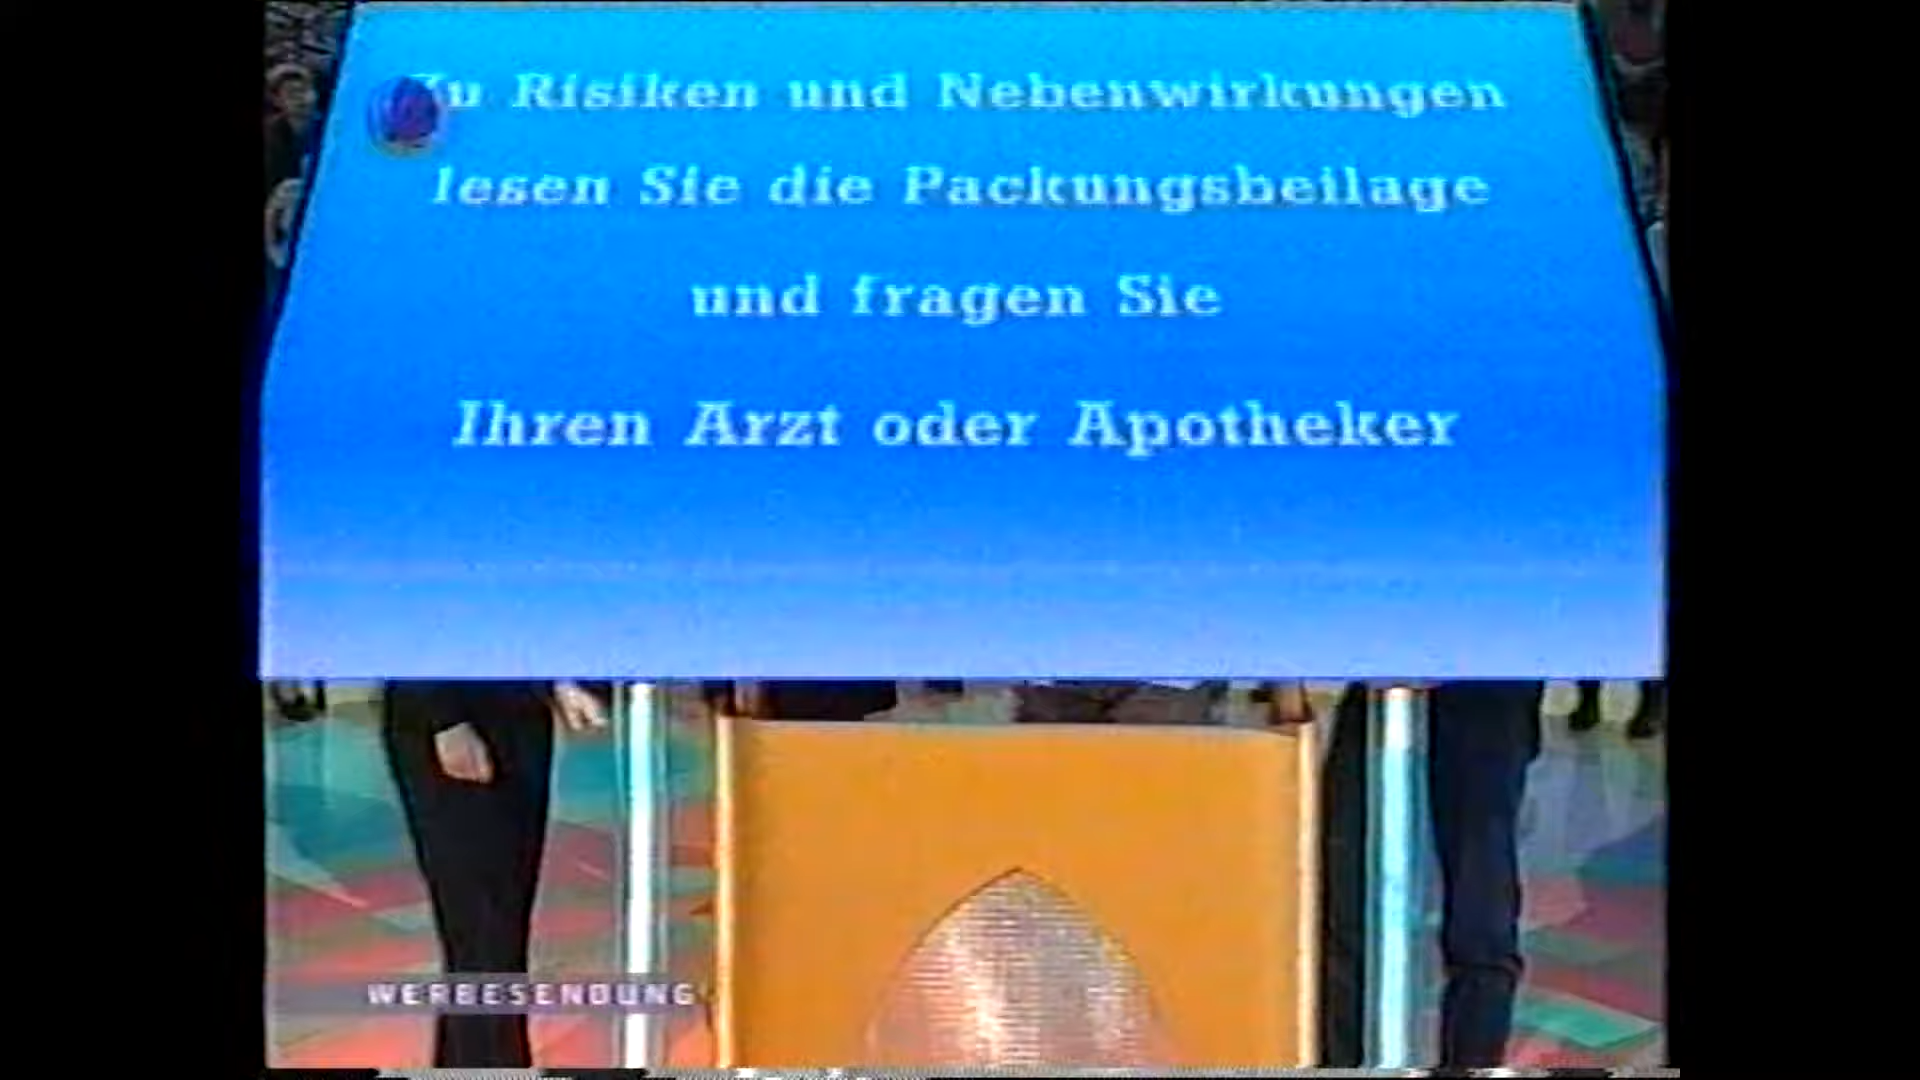 Zu Risiken und Nebenwirkungen
lesen Sie die Packungsbeilage
und fragen Sie
Ihren Arzt oder Apotheker
WERBESENDUNG